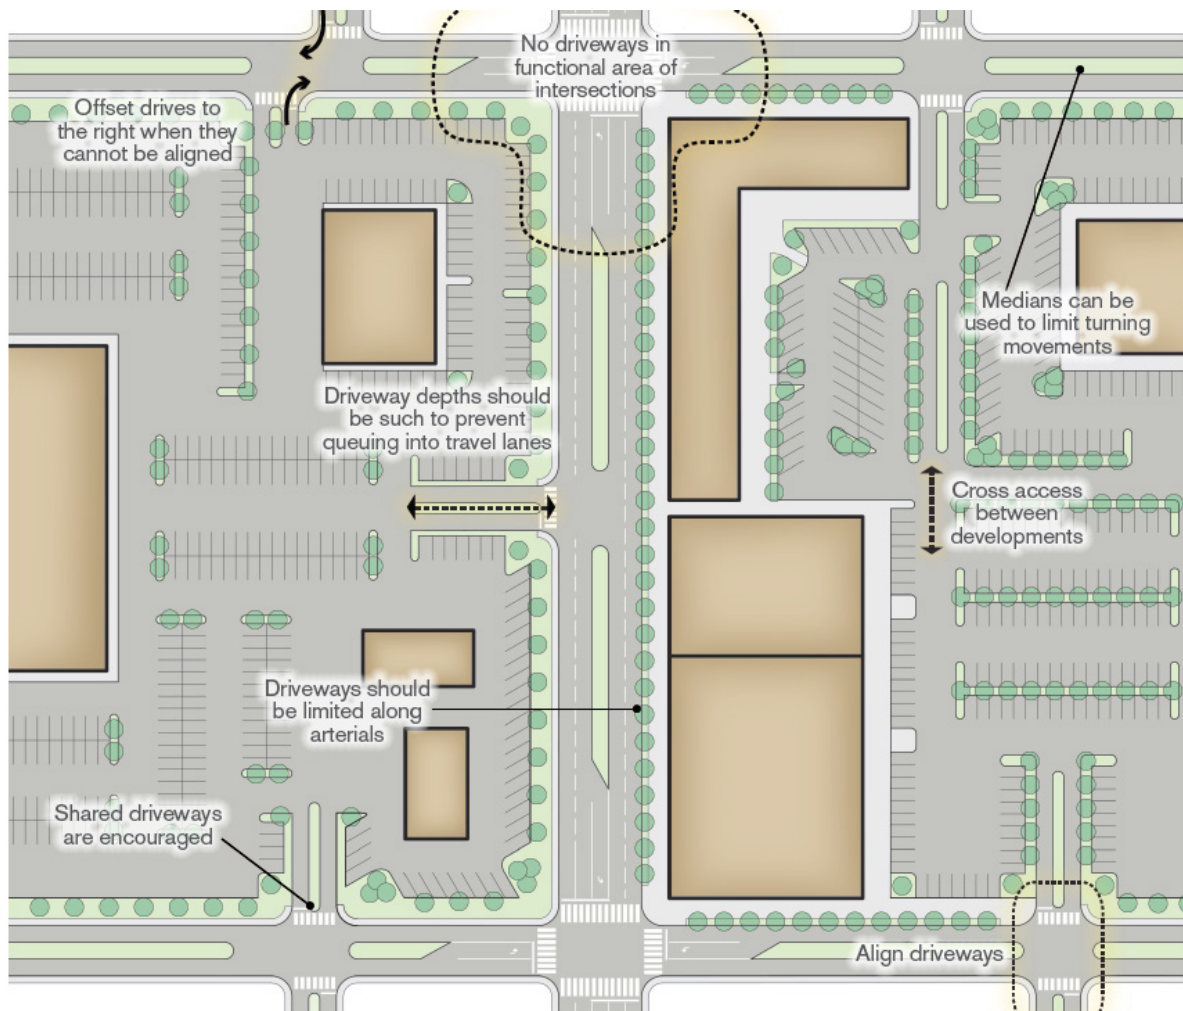 No driveways in
functional area of
intersections
Offset drives to
the right when they
cannot be aligned
Medians can be
used to limit turning
movements
Driveway depths should
be such to prevent
queuing into travel lanes
Cross access
between
developments
Driveways should
be limited along
arterials
Shared driveways
are encouraged
Align driveways